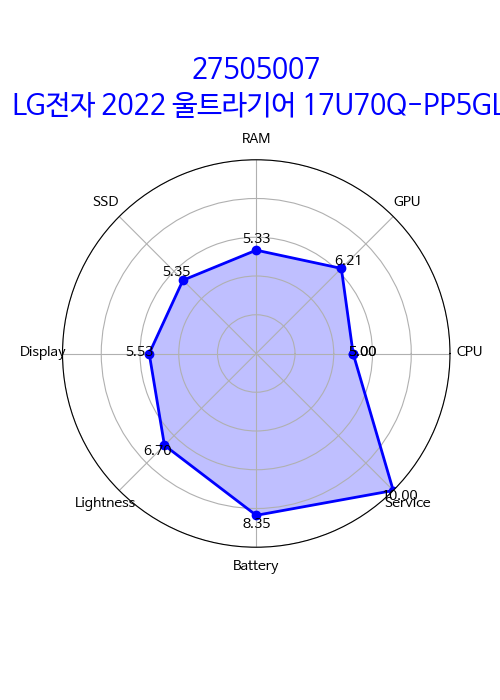 27505007
LG전자 2022 울트라기어 17U70Q-PP5GL
RAM
SSD
GPU
5.33
6.21
5.35
Display
5.53
5.00
CPU
6.70
10.00
Lightness
Service
8.35
Battery